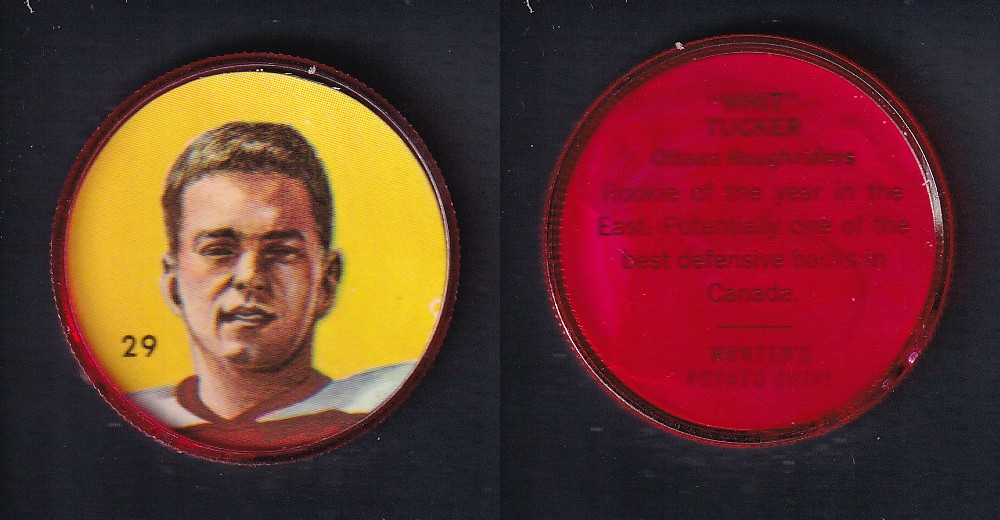 29
"WHIT"
TUCKER
Ottawa Roughriders
Rookie of the year in the
East. Potentially one of the
best defensive backs in
Canada.
HUNTER'S
POTATO CHIPS